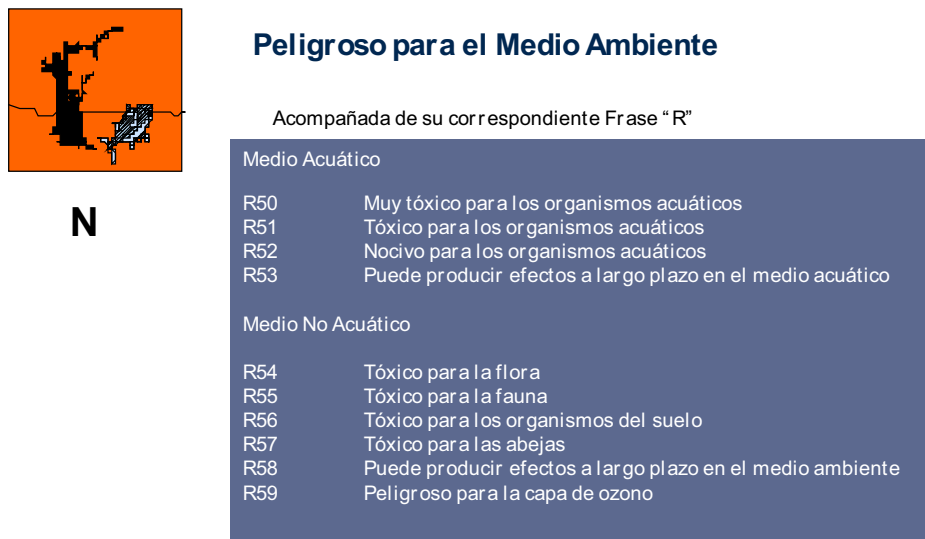 Peligroso para el Medio Ambiente
Acompañada de su correspondiente Frase “R”
N
Medio Acuático
R50 Muy tóxico para los organismos acuáticos
R51 Tóxico para los organismos acuáticos
R52 Nocivo para los organismos acuáticos
R53 Puede producir efectos a largo plazo en el medio acuático
Medio No Acuático
R54 Tóxico para la flora
R55 Tóxico para la fauna
R56 Tóxico para los organismos del suelo
R57 Tóxico para las abejas
R58 Puede producir efectos a largo plazo en el medio ambiente
R59 Peligroso para la capa de ozono